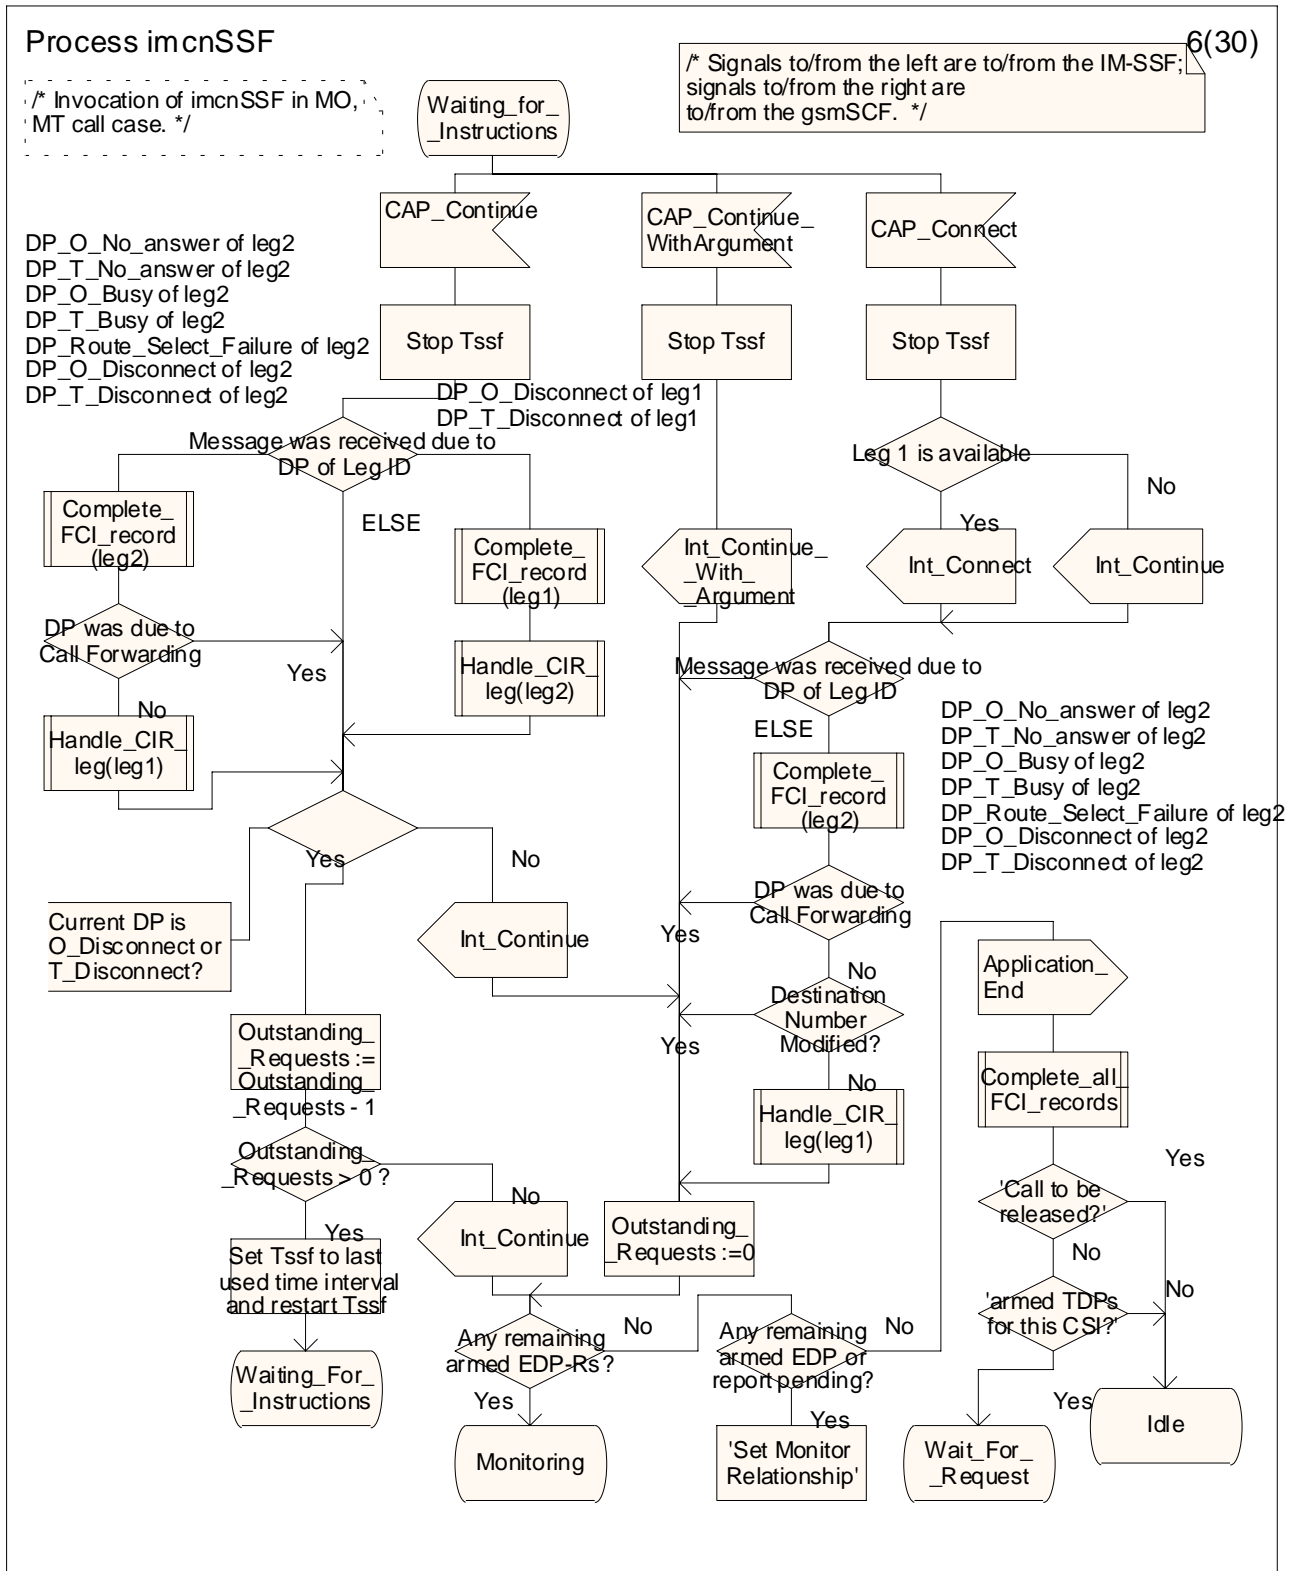 Process imcnSSF
6(30)
/* Invocation of imcnSSF in MO,
MT call case. */
Waiting_for_
_Instructions
/* Signals to/from the left are to/from the IM-SSF;
signals to/from the right are
to/from the gsmSCF. */
CAP_Continue
CAP_Continue_
WithArgument
CAP_Connect
DP_O_No_answer of leg2
DP_T_No_answer of leg2
DP_O_Busy of leg2
DP_T_Busy of leg2
DP_Route_Select_Failure of leg2
DP_O_Disconnect of leg2
DP_T_Disconnect of leg2
Stop Tssf
Stop Tssf
Stop Tssf
DP_O_Disconnect of leg1
DP_T_Disconnect of leg1
Message was received due to
DP of Leg ID
Leg 1 is available
No
Yes
ELSE
Complete_
FCI_record
(leg2)
Complete_
FCI_record
(leg1)
Int_Continue_
_With_
_Argument
Int_Connect
Int_Continue
DP was due to
Call Forwarding
Yes
No
Handle_CIR_
leg(leg2)
Handle_CIR_
leg(leg1)
Message was received due to
DP of Leg ID
ELSE
DP_O_No_answer of leg2
DP_T_No_answer of leg2
DP_O_Busy of leg2
DP_T_Busy of leg2
DP_Route_Select_Failure of leg2
DP_O_Disconnect of leg2
DP_T_Disconnect of leg2
Complete_
FCI_record
(leg2)
Yes
No
Current DP is
O_Disconnect or
T_Disconnect?
Int_Continue
DP was due to
Call Forwarding
Yes
No
Destination
Number
Modified?
Yes
No
Application_
End
Outstanding_
_Requests :=
Outstanding_
_Requests - 1
Complete_all_
FCI_records
Handle_CIR_
leg(leg1)
Outstanding_
_Requests > 0 ?
No
Yes
Yes
'Call to be
released?'
No
Int_Continue
Outstanding_
_Requests :=0
Set Tssf to last
used time interval
and restart Tssf
'armed TDPs
for this CSI?'
No
Yes
Any remaining
armed EDP-Rs?
No
Yes
Any remaining
armed EDP or
report pending?
No
Yes
Waiting_For_
_Instructions
Monitoring
'Set Monitor
Relationship'
Wait_For_
_Request
Idle